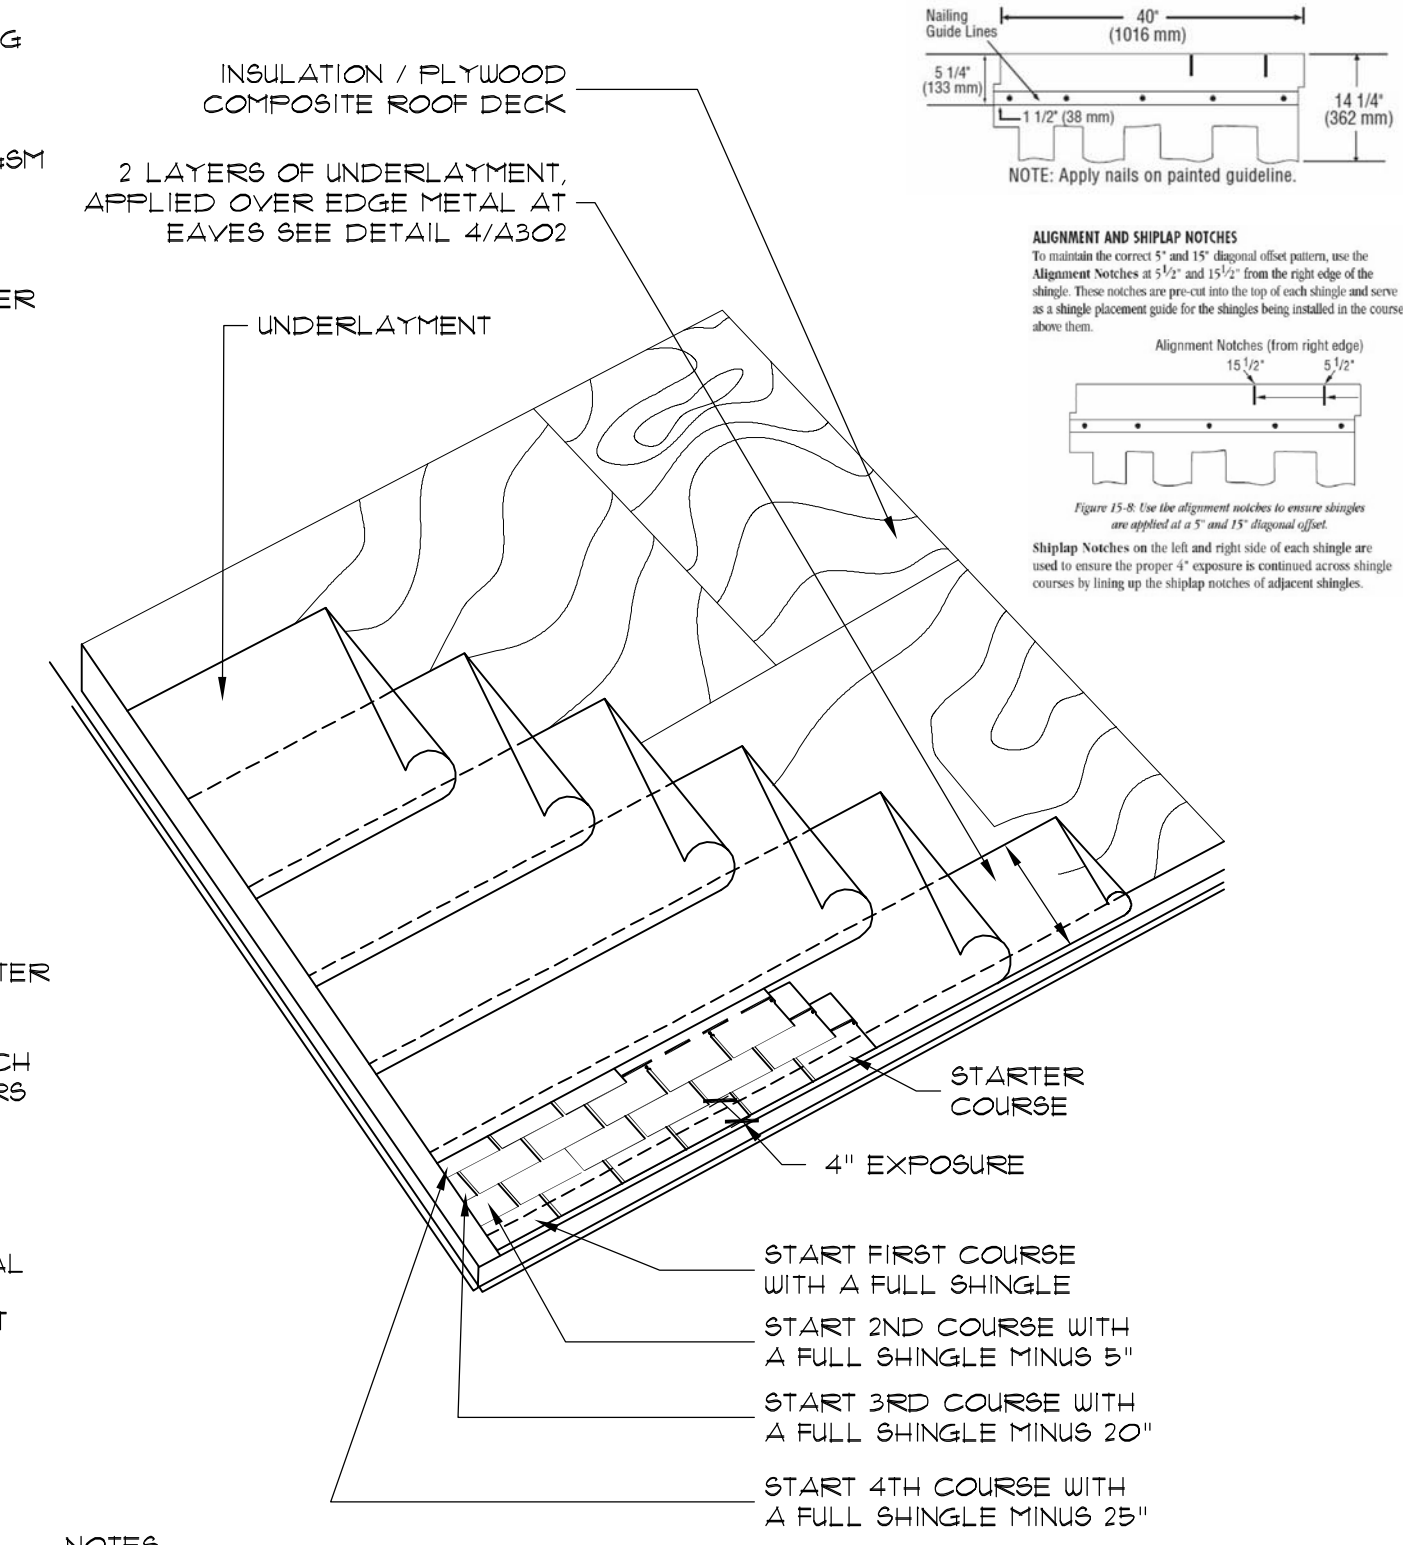 G
GSM
ER
TER
CH
RS
AL
T
NOTES
INSULATION / PLYWOOD
COMPOSITE ROOF DECK
2 LAYERS OF UNDERLAYMENT,
APPLIED OVER EDGE METAL AT
EAVES SEE DETAIL 4/A302
UNDERLAYMENT
Nailing
Guide Lines
40"
(1016 mm)
5 1/4"
(133 mm)
1 1/2" (38 mm)
14 1/4"
(362 mm)
NOTE: Apply nails on painted guideline.
ALIGNMENT AND SHIPLAP NOTCHES
To maintain the correct 5" and 15" diagonal offset pattern, use the
Alignment Notches at 5 1/2" and 15 1/2" from the right edge of the
shingle. These notches are pre-cut into the top of each shingle and serve
as a shingle placement guide for the shingles being installed in the course
above them.
Alignment Notches (from right edge)
15 1/2" 5 1/2"
Figure 15-8: Use the alignment notches to ensure shingles
are applied at a 5" and 15" diagonal offset.
Shiplap Notches on the left and right side of each shingle are
used to ensure the proper 4" exposure is continued across shingle
courses by lining up the shiplap notches of adjacent shingles.
STARTER
COURSE
4" EXPOSURE
START FIRST COURSE
WITH A FULL SHINGLE
START 2ND COURSE WITH
A FULL SHINGLE MINUS 5"
START 3RD COURSE WITH
A FULL SHINGLE MINUS 20"
START 4TH COURSE WITH
A FULL SHINGLE MINUS 25"